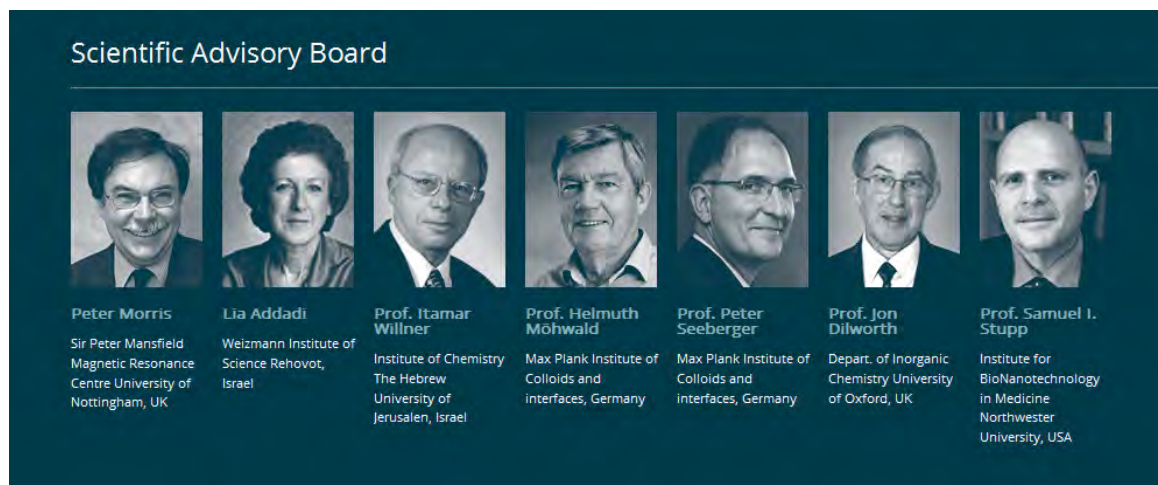 Scientific Advisory Board
Peter Morris
Sir Peter Mansfield
Magnetic Resonance
Centre University of
Nottingham, UK
Lia Addadi
Weizmann Institute of
Science Rehovot,
Israel
Prof. Itamar
Willner
Institute of Chemistry
The Hebrew
University of
Jerusalen, Israel
Prof. Helmuth
Möhwald
Max Plank Institute of
Colloids and
interfaces, Germany
Prof. Peter
Seeberger
Max Plank Institute of
Colloids and
interfaces, Germany
Prof. Jon
Dilworth
Depart. of Inorganic
Chemistry University
of Oxford, UK
Prof. Samuel I.
Stupp
Institute for
BioNanotechnology
in Medicine
Northwester
University, USA